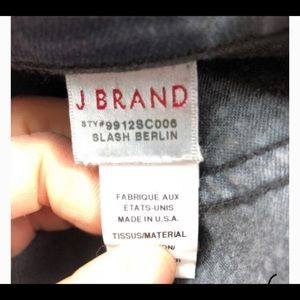 J BRAND
STY#9912SC006
SLASH BERLIN
FABRIQUE AUX
ETATS-UNIS
MADE IN U.S.A.
TISSUS/MATERIAL